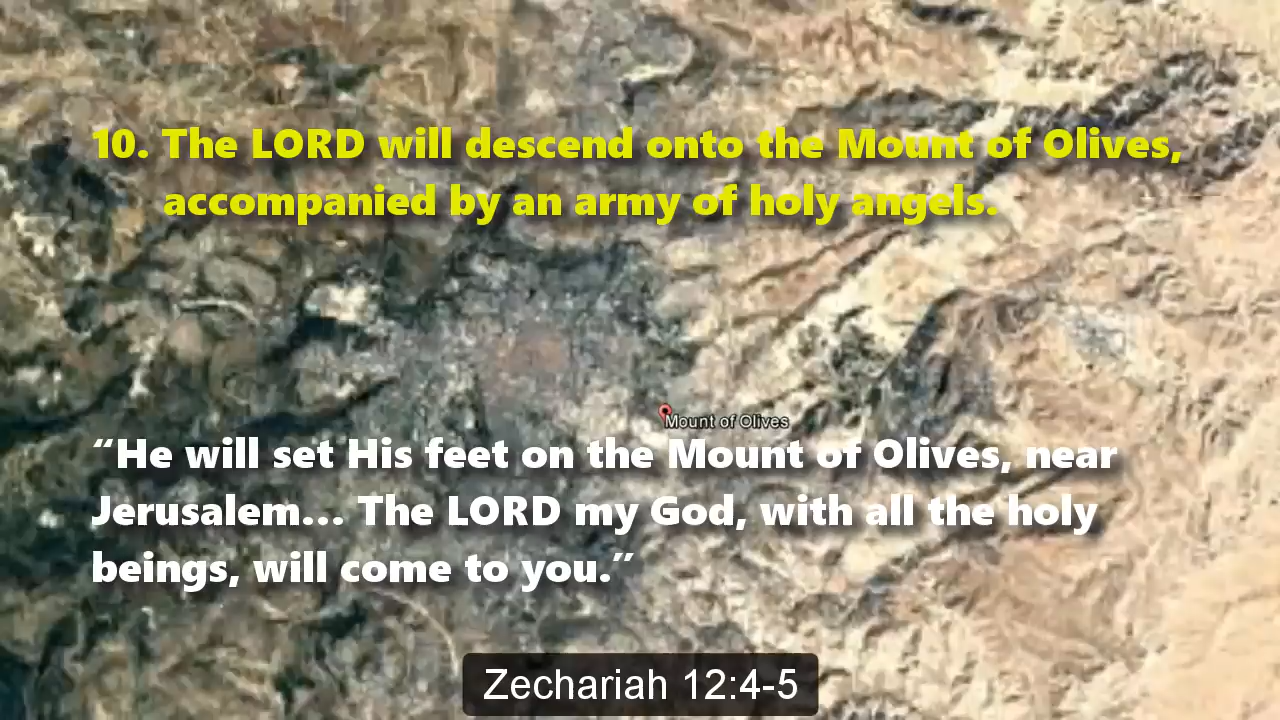 10. The LORD will descend onto the Mount of Olives,
accompanied by an army of holy angels.
Mount of Olives
“He will set His feet on the Mount of Olives, near
Jerusalem... The LORD my God, with all the holy
beings, will come to you.”
Zechariah 12:4-5